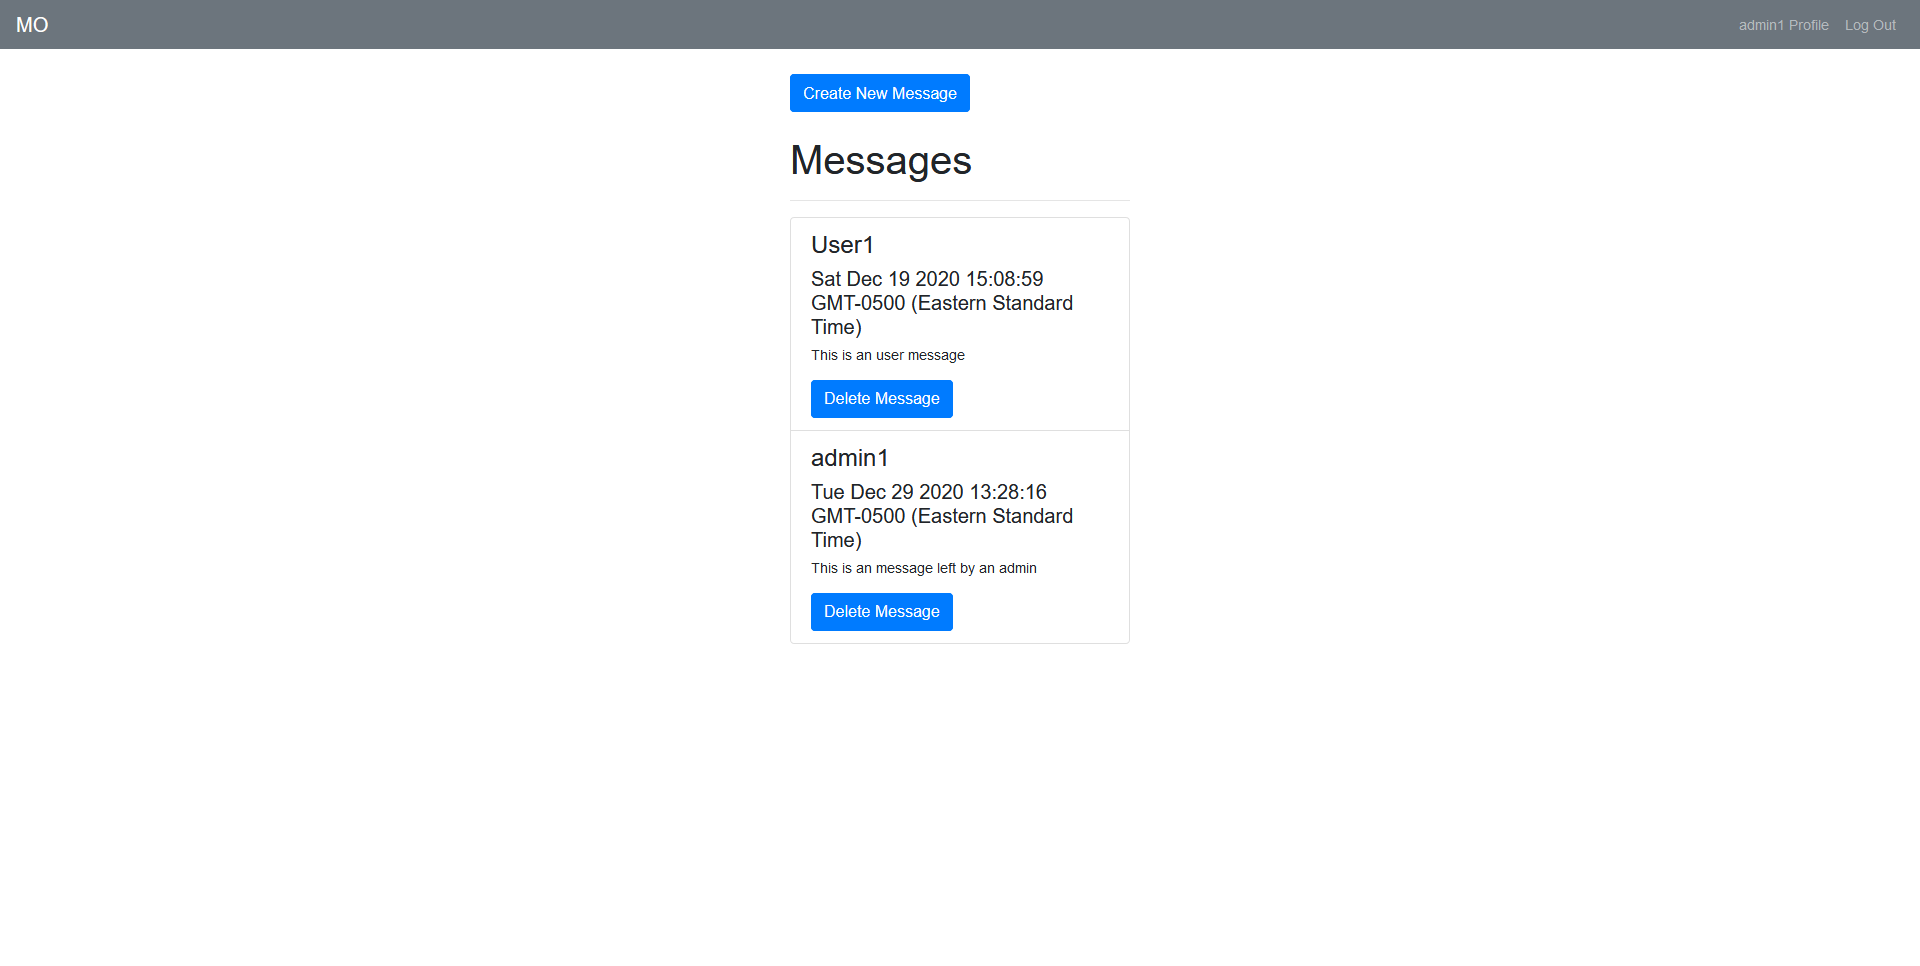 MO
admin1 Profile
Log Out
Create New Message
Messages
User1
Sat Dec 19 2020 15:08:59
GMT-0500 (Eastern Standard
Time)
This is an user message
Delete Message
admin1
Tue Dec 29 2020 13:28:16
GMT-0500 (Eastern Standard
Time)
This is an message left by an admin
Delete Message